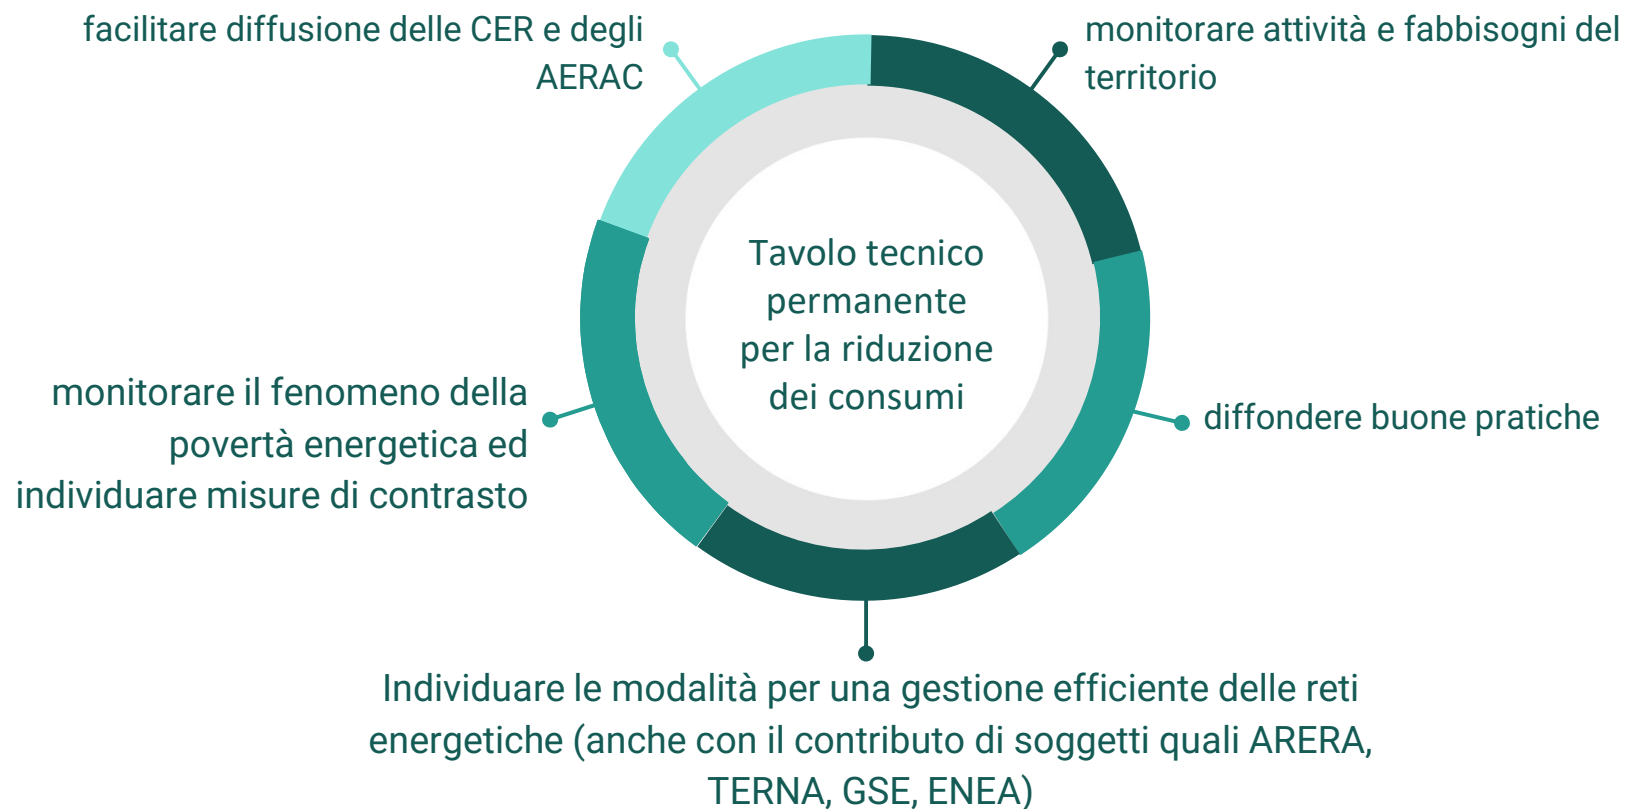 facilitare diffusione delle CER e degli
AERAC
monitorare attività e fabbisogni del
territorio
Tavolo tecnico
permanente
per la riduzione
dei consumi
monitorare il fenomeno della
povertà energetica ed
individuare misure di contrasto
diffondere buone pratiche
Individuare le modalità per una gestione efficiente delle reti
energetiche (anche con il contributo di soggetti quali ARERA,
TERNA, GSE, ENEA)